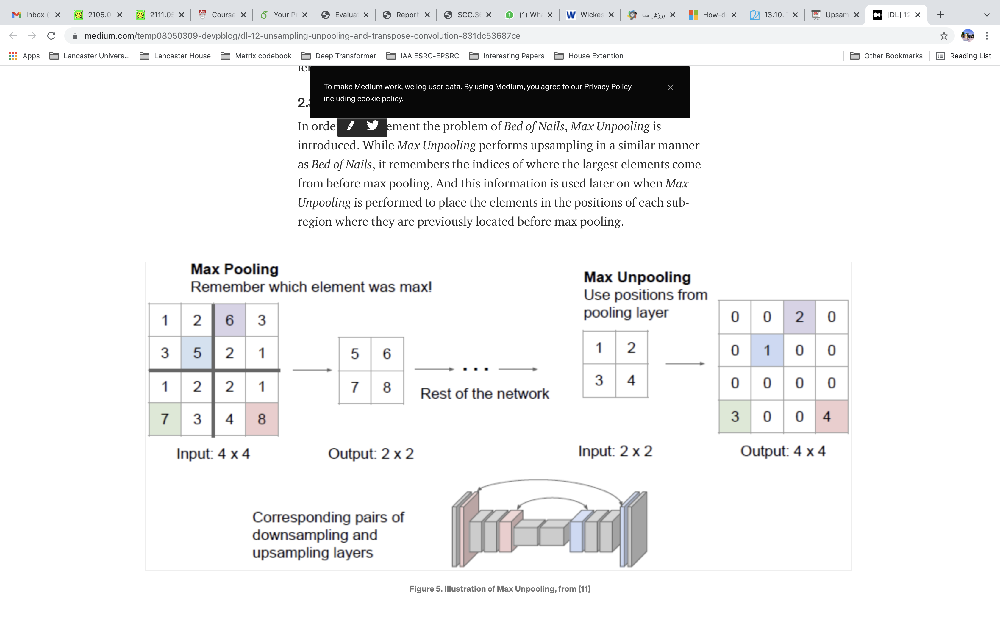 Inbox (
2105.0
2111.05
Course
Your P
Evaluat
Report
SCC.3
(1) Wh
Wickes
ورزش سه
How-d
13.10.
Upsam
[DL] 12
medium.com/temp08050309-devpblog/dl-12-unsampling-unpooling-and-transpose-convolution-831dc53687ce
Apps
Lancaster Univers...
Lancaster House
Matrix codebook
Deep Transformer
IAA ESRC-EPSRC
Interesting Papers
House Extention
Other Bookmarks
Reading List
To make Medium work, we log user data. By using Medium, you agree to our Privacy Policy,
including cookie policy.
2.
In order ement the problem of Bed of Nails, Max Unpooling is
introduced. While Max Unpooling performs upsampling in a similar manner
as Bed of Nails, it remembers the indices of where the largest elements come
from before max pooling. And this information is used later on when Max
Unpooling is performed to place the elements in the positions of each sub-
region where they are previously located before max pooling.
Max Pooling
Remember which element was max!
1 2 6 3
3 5 2 1
1 2 2 1
7 3 4 8
Input: 4 x 4
5 6
7 8
Output: 2 x 2
. . .
Rest of the network
Max Unpooling
Use positions from
pooling layer
1 2
3 4
Input: 2 x 2
0 0 2 0
0 1 0 0
0 0 0 0
3 0 0 4
Output: 4 x 4
Corresponding pairs of
downsampling and
upsampling layers
Figure 5. Illustration of Max Unpooling, from [11]